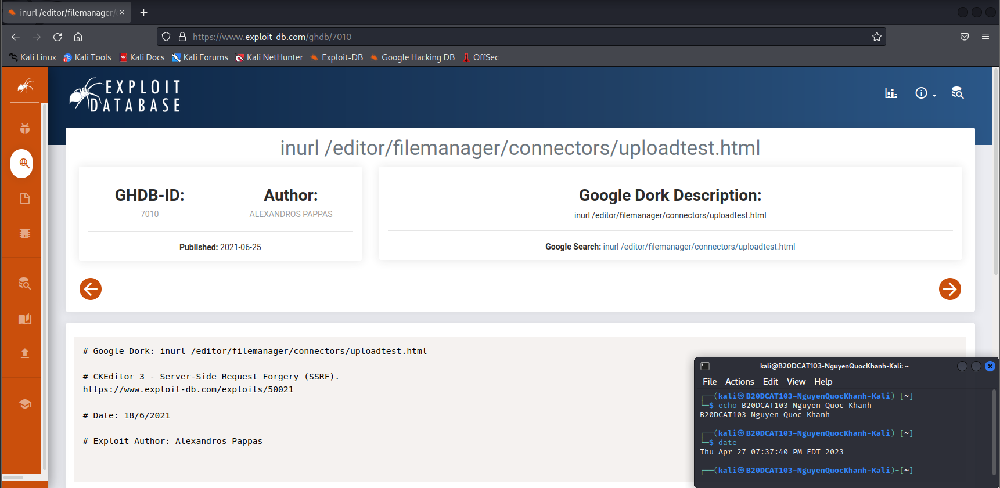 inurl /editor/filemanager/
https://www.exploit-db.com/ghdb/7010
Kali Linux Kali Tools Kali Docs Kali Forums Kali NetHunter Exploit-DB Google Hacking DB OffSec
EXPLOIT
DATABASE
inurl /editor/filemanager/connectors/uploadtest.html
GHDB-ID:
7010
Author:
ALEXANDROS PAPPAS
Published: 2021-06-25
Google Dork Description:
inurl /editor/filemanager/connectors/uploadtest.html
Google Search: inurl /editor/filemanager/connectors/uploadtest.html
# Google Dork: inurl /editor/filemanager/connectors/uploadtest.html
# CKEditor 3 - Server-Side Request Forgery (SSRF).
https://www.exploit-db.com/exploits/50021
# Date: 18/6/2021
# Exploit Author: Alexandros Pappas
kali@B20DCAT103-NguyenQuocKhanh-Kali: ~
File Actions Edit View Help
┌──(kali㉿B20DCAT103-NguyenQuocKhanh-Kali)-[~]
└─$ echo B20DCAT103 Nguyen Quoc Khanh
B20DCAT103 Nguyen Quoc Khanh
┌──(kali㉿B20DCAT103-NguyenQuocKhanh-Kali)-[~]
└─$ date
Thu Apr 27 07:37:40 PM EDT 2023
┌──(kali㉿B20DCAT103-NguyenQuocKhanh-Kali)-[~]